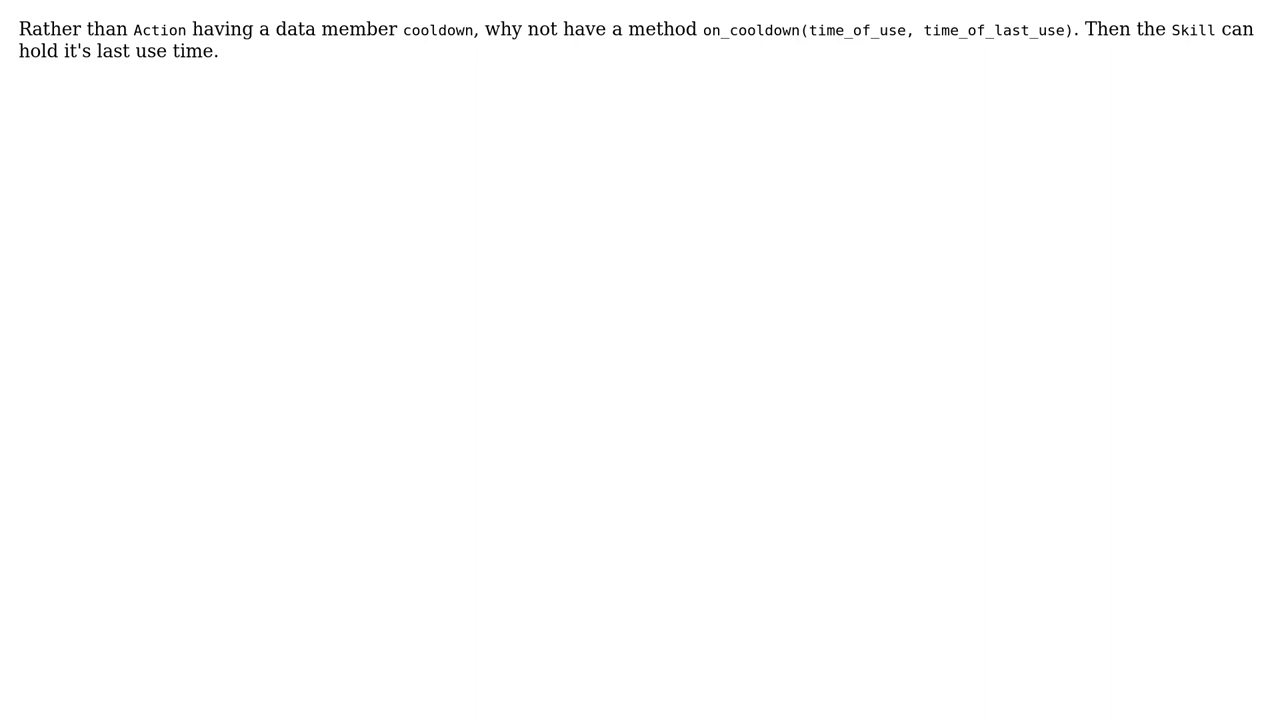 Rather than Action having a data member cooldown, why not have a method on_cooldown(time_of_use, time_of_last_use). Then the Skill can
hold it's last use time.